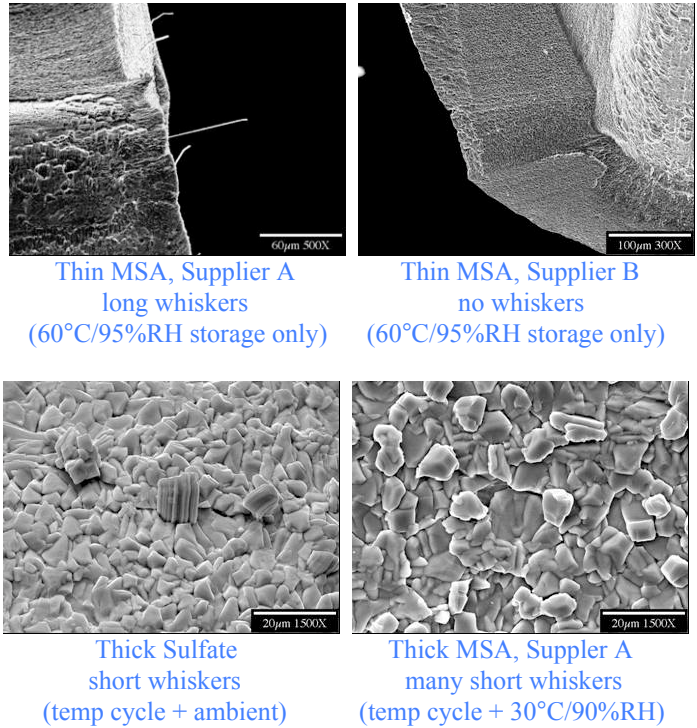 60µm 500X
100µm 300X
Thin MSA, Supplier A
long whiskers
(60°C/95%RH storage only)
Thin MSA, Supplier B
no whiskers
(60°C/95%RH storage only)
20µm 1500X
20µm 1500X
Thick Sulfate
short whiskers
(temp cycle + ambient)
Thick MSA, Suppler A
many short whiskers
(temp cycle + 30°C/90%RH)